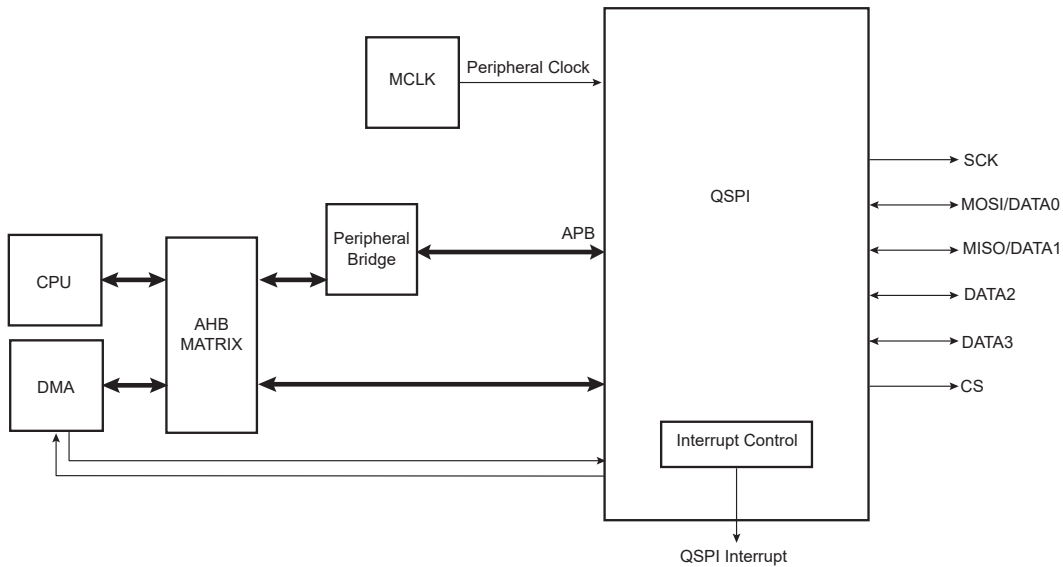 MCLK
Peripheral Clock
QSPI
SCK
MOSI/DATA0
MISO/DATA1
DATA2
DATA3
CS
Peripheral
Bridge
APB
CPU
AHB
MATRIX
DMA
Interrupt Control
QSPI Interrupt